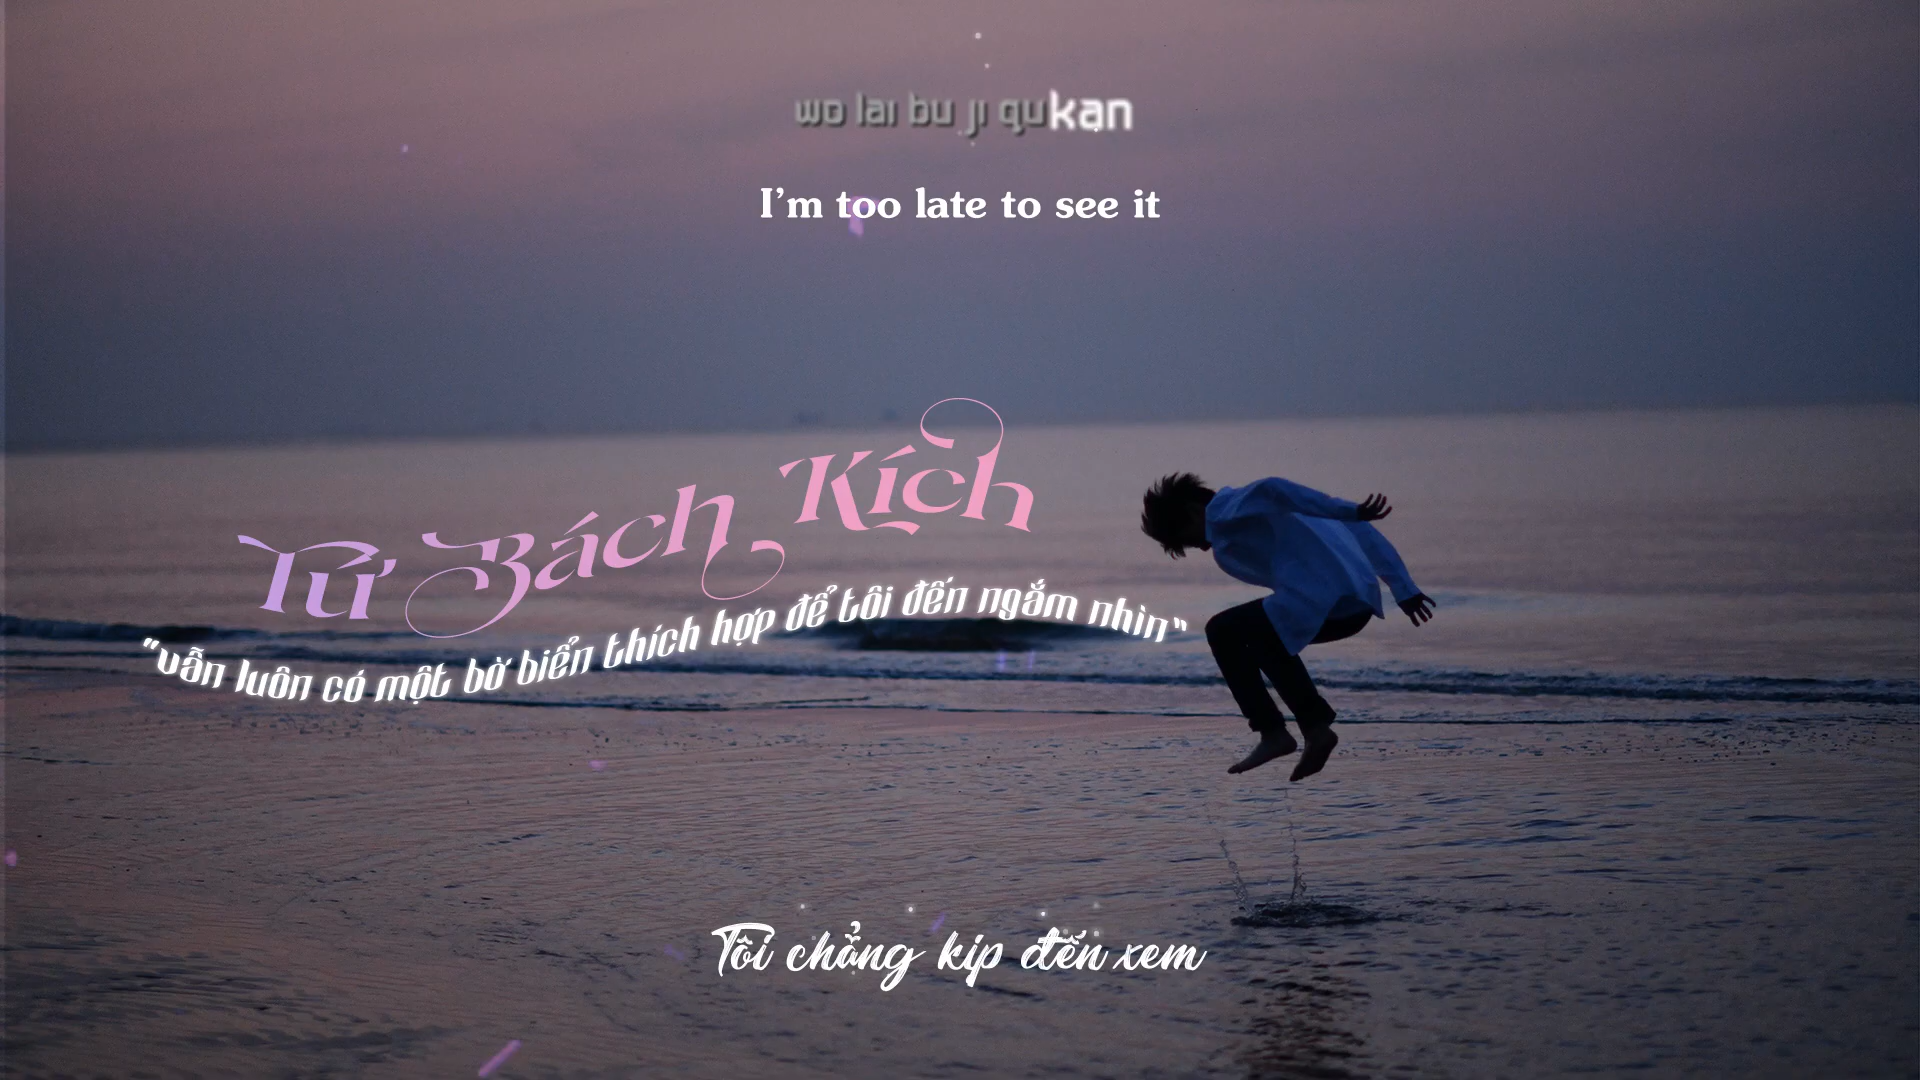 wo lai bu ji qu kan
I'm too late to see it
Tứ Bách Kích
"vẫn luôn có một bờ biển thích hợp để tôi đến ngắm nhìn"
Tôi chẳng kịp đến xem